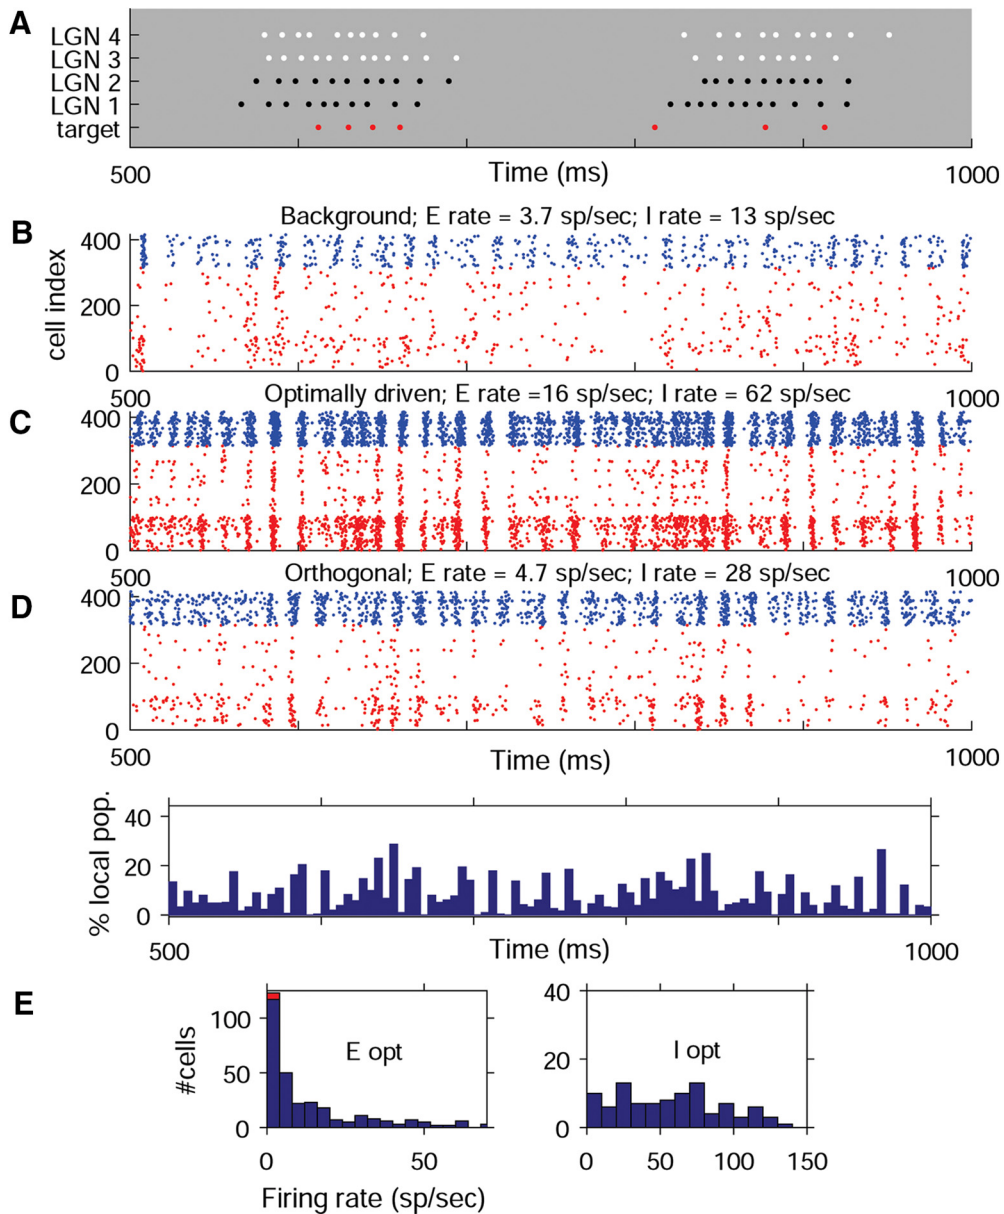 A
LGN 4
LGN 3
LGN 2
LGN 1
target
500
Time (ms)
1000
Background; E rate = 3.7 sp/sec; I rate = 13 sp/sec
B
400
cell index
200
0
500
1000
Optimally driven; E rate =16 sp/sec; I rate = 62 sp/sec
C
400
200
0
500
1000
Orthogonal; E rate = 4.7 sp/sec; I rate = 28 sp/sec
D
400
200
0
500
Time (ms)
1000
% local pop.
40
20
0
500
Time (ms)
1000
E
#cells
100
50
0
E opt
0
50
Firing rate (sp/sec)
40
20
0
I opt
0
50
100
150